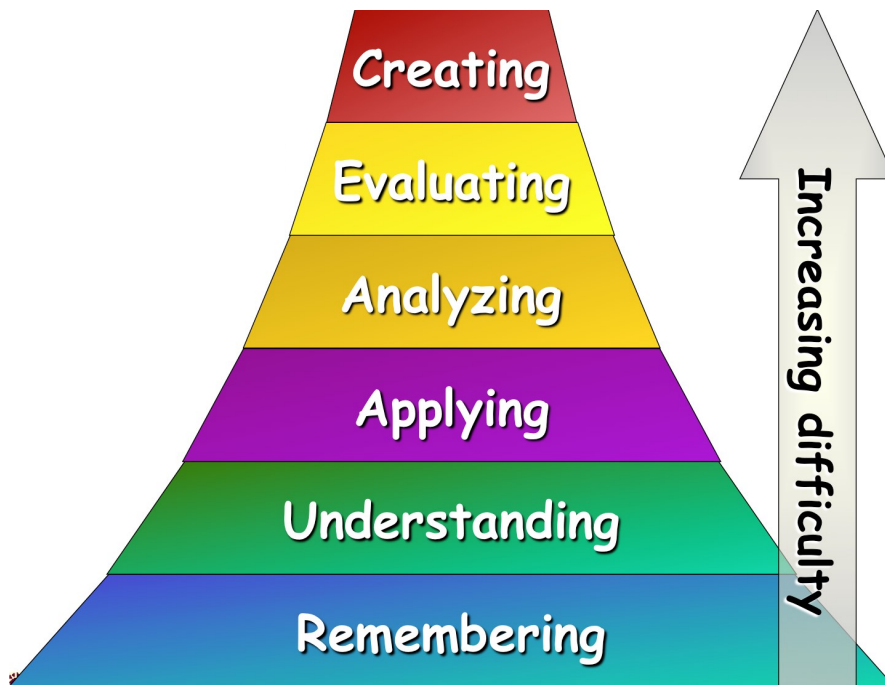 Creating
Evaluating
Analyzing
Applying
Understanding
Remembering
Increasing difficulty